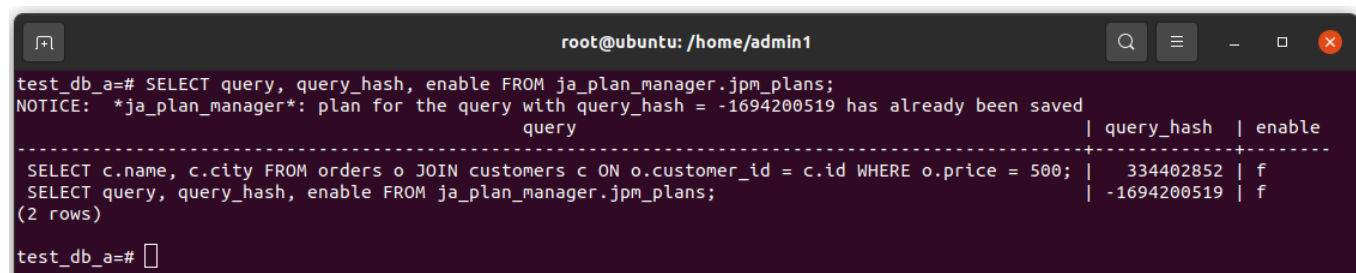 root@ubuntu: /home/admin1
test_db_a=# SELECT query, query_hash, enable FROM ja_plan_manager.jpm_plans;
NOTICE:  *ja_plan_manager*: plan for the query with query_hash = -1694200519 has already been saved
query | query_hash | enable
SELECT c.name, c.city FROM orders o JOIN customers c ON o.customer_id = c.id WHERE o.price = 500; | 334402852 | f
SELECT query, query_hash, enable FROM ja_plan_manager.jpm_plans; | -1694200519 | f
(2 rows)
test_db_a=#